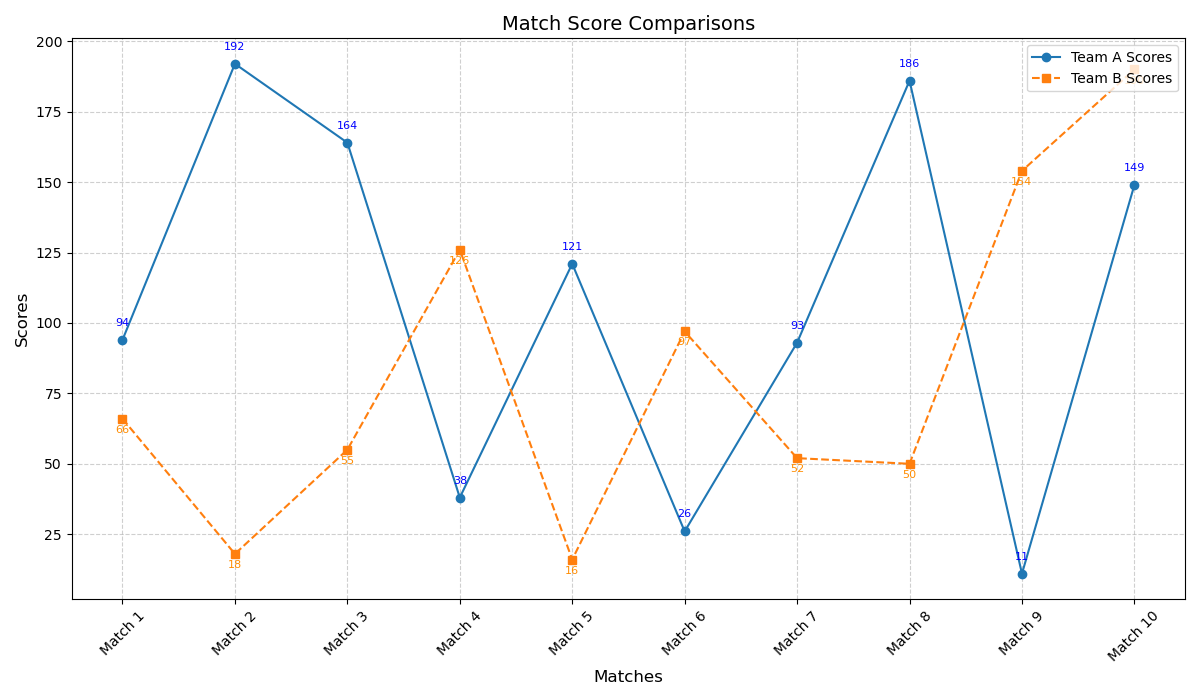 Match Score Comparisons
Team A Scores
Team B Scores
Scores
200
175
150
125
100
75
50
25
94
192
164
38
121
26
93
186
11
149
66
18
55
126
16
97
52
50
154
Match 1
Match 2
Match 3
Match 4
Match 5
Match 6
Match 7
Match 8
Match 9
Match 10
Matches